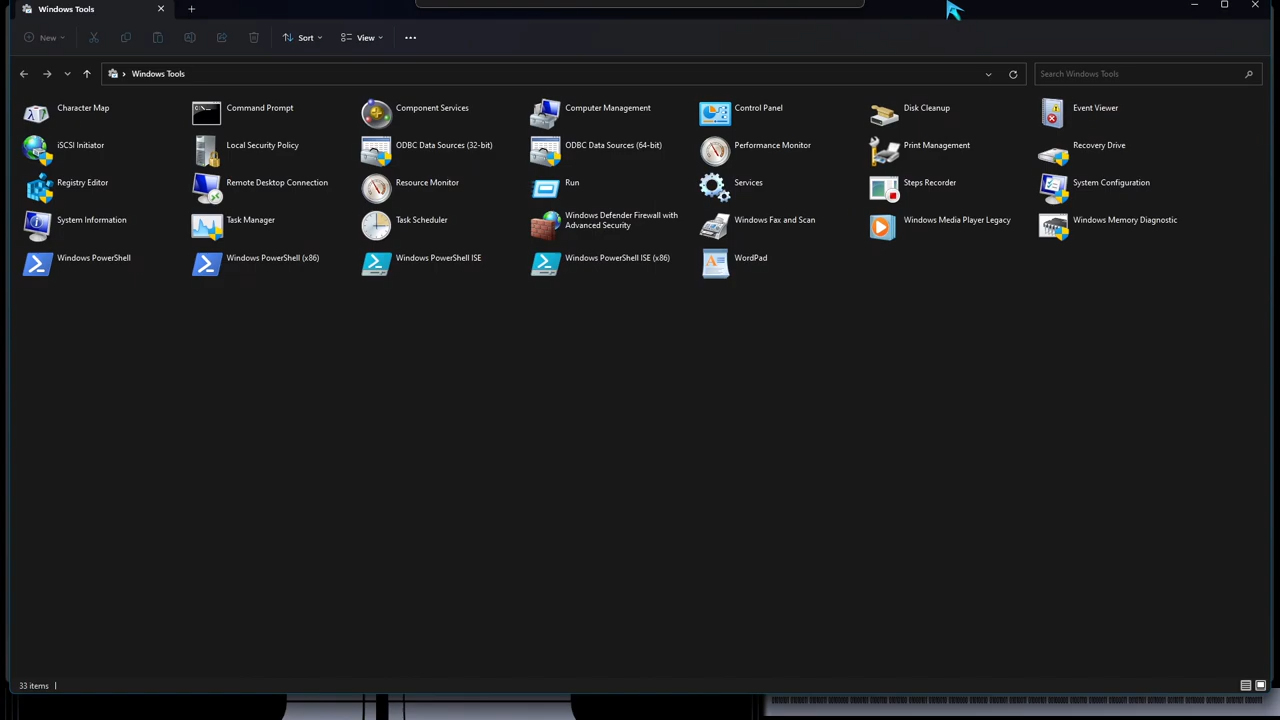 Windows Tools
New
Sort
View
Windows Tools
Search Windows Tools
Character Map
Command Prompt
Component Services
Computer Management
Control Panel
Disk Cleanup
Event Viewer
iSCSI Initiator
Local Security Policy
ODBC Data Sources (32-bit)
ODBC Data Sources (64-bit)
Performance Monitor
Print Management
Recovery Drive
Registry Editor
Remote Desktop Connection
Resource Monitor
Run
Services
Steps Recorder
System Configuration
System Information
Task Manager
Task Scheduler
Windows Defender Firewall with
Advanced Security
Windows Fax and Scan
Windows Media Player Legacy
Windows Memory Diagnostic
Windows PowerShell
Windows PowerShell (x86)
Windows PowerShell ISE
Windows PowerShell ISE (x86)
WordPad
33 items